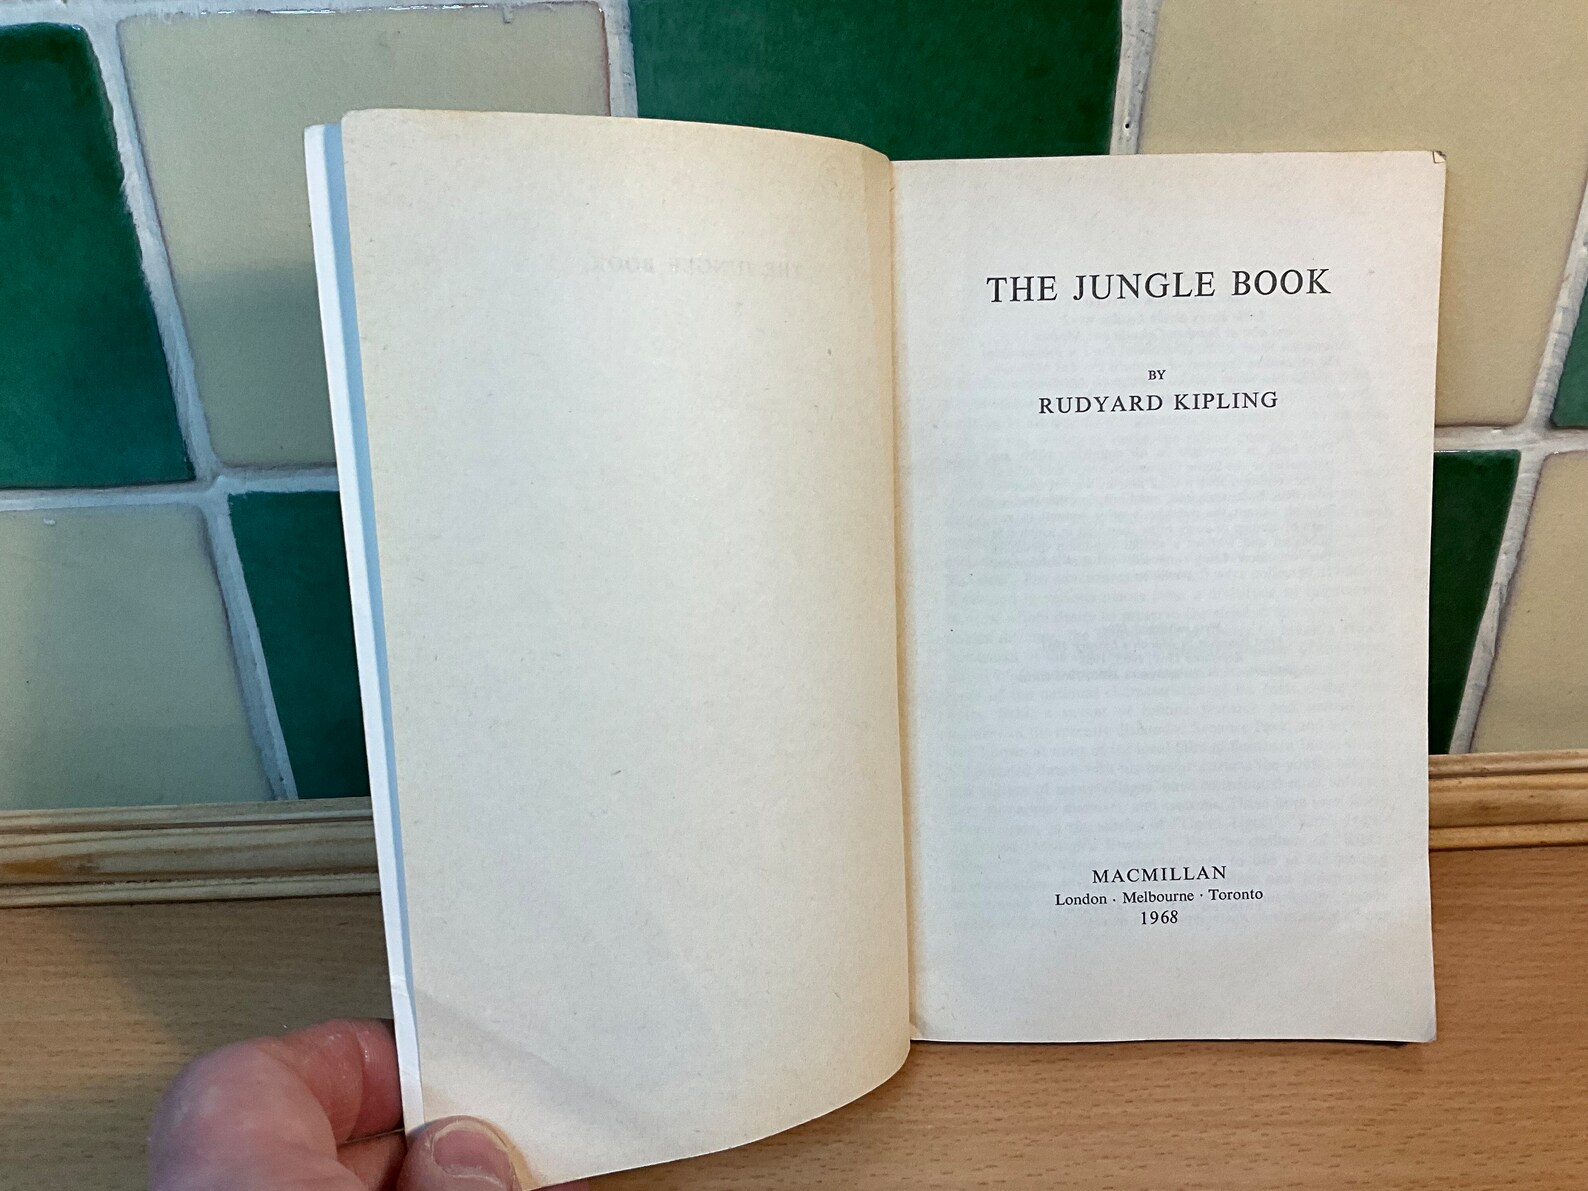 THE JUNGLE BOOK
BY
RUDYARD KIPLING
MACMILLAN
London · Melbourne · Toronto
1968